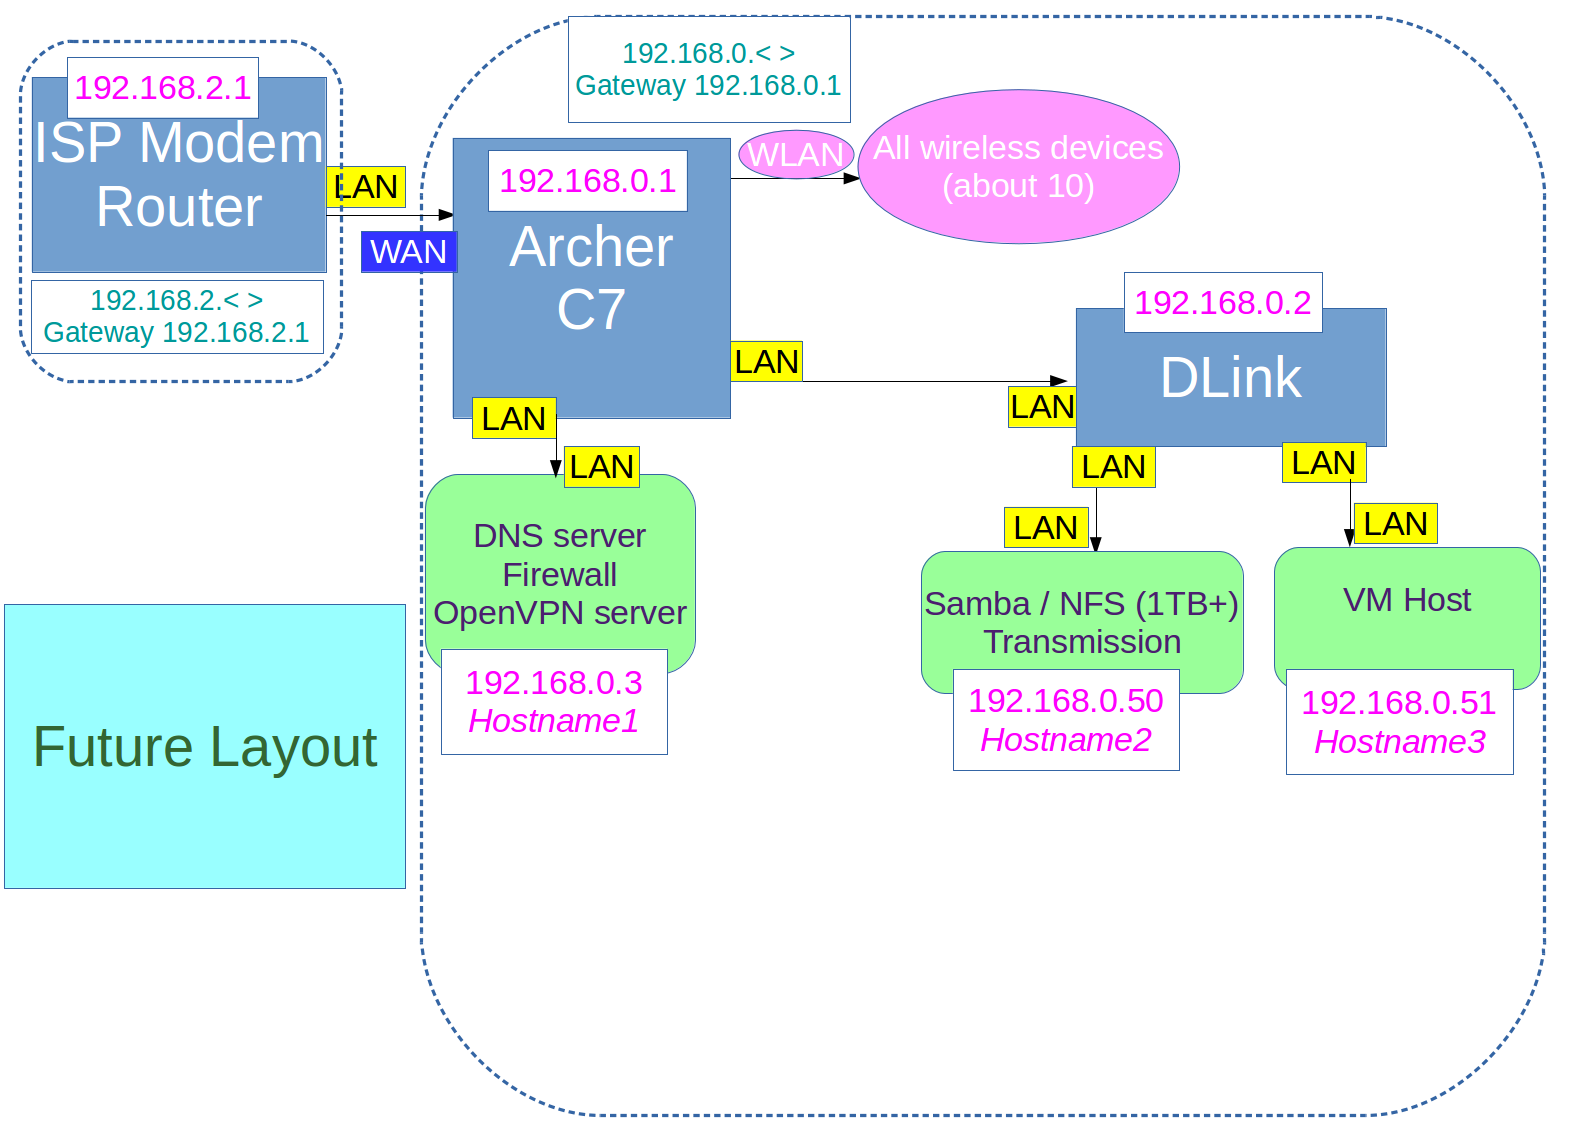 192.168.2.1
ISP Modem
Router
192.168.2.< >
Gateway 192.168.2.1
LAN
WAN
192.168.0.< >
Gateway 192.168.0.1
192.168.0.1
Archer
C7
WLAN
All wireless devices
(about 10)
LAN
LAN
192.168.0.2
DLink
LAN
LAN
DNS server
Firewall
OpenVPN server
192.168.0.3
Hostname1
LAN
LAN
Samba / NFS (1TB+)
Transmission
192.168.0.50
Hostname2
LAN
LAN
VM Host
192.168.0.51
Hostname3
Future Layout